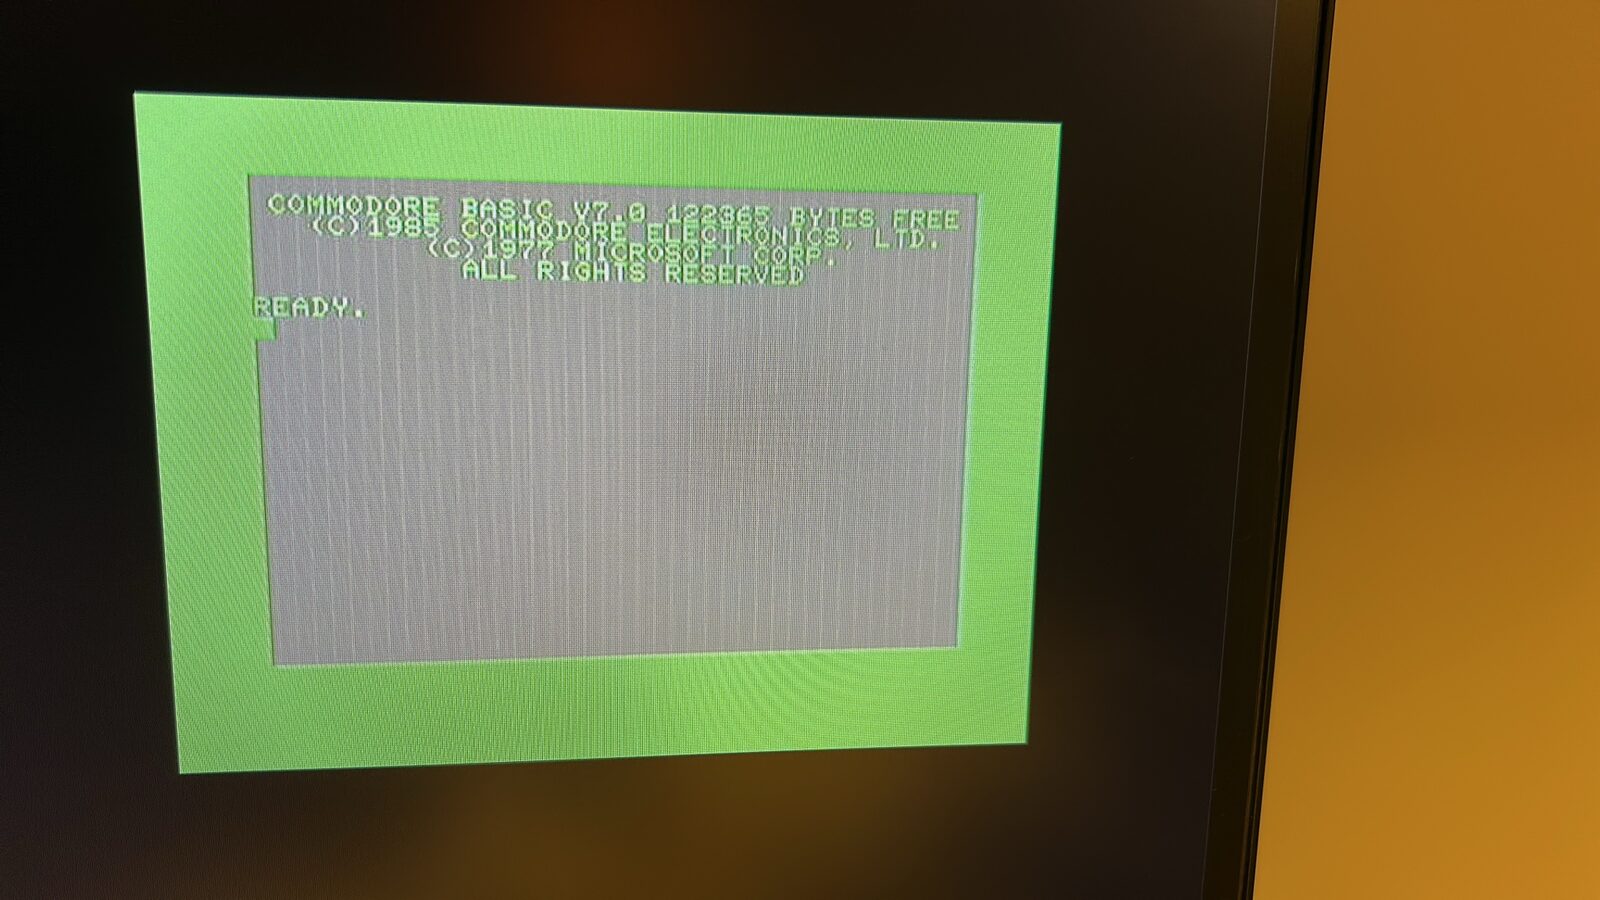 COMMODORE BASIC V7.0 122365 BYTES FREE
(C)1985 COMMODORE ELECTRONICS, LTD.
(C)1977 MICROSOFT CORP.
ALL RIGHTS RESERVED
READY.